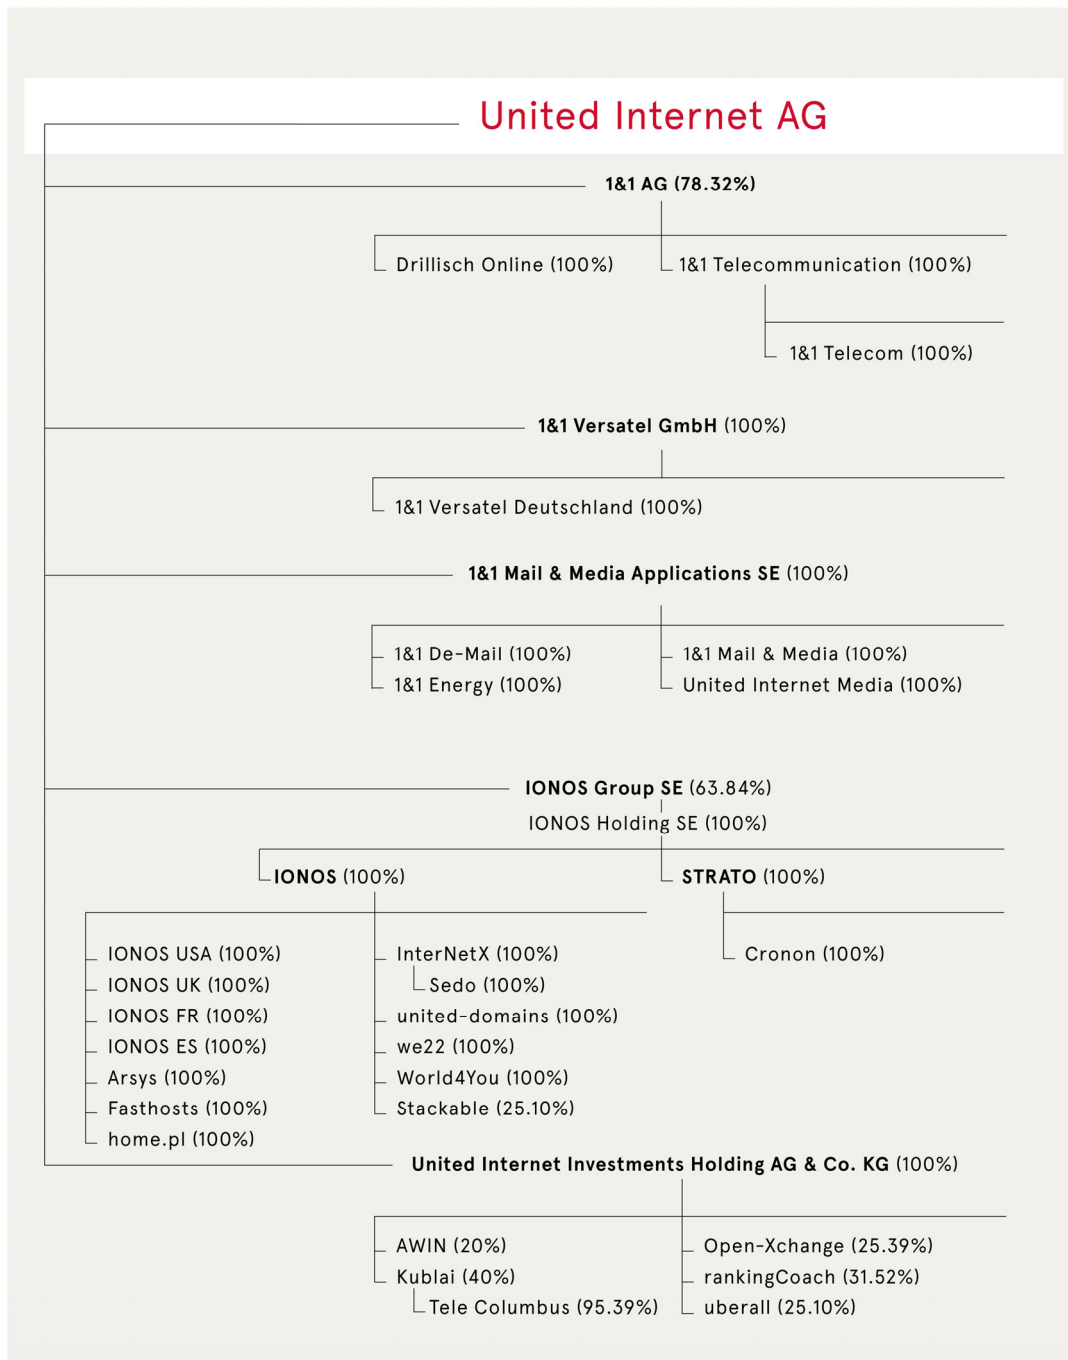 United Internet AG
1&1 AG (78.32%)
Drillisch Online (100%)
1&1 Telecommunication (100%)
1&1 Telecom (100%)
1&1 Versatel GmbH (100%)
1&1 Versatel Deutschland (100%)
1&1 Mail & Media Applications SE (100%)
1&1 De-Mail (100%)
1&1 Energy (100%)
1&1 Mail & Media (100%)
United Internet Media (100%)
IONOS Group SE (63.84%)
IONOS Holding SE (100%)
IONOS (100%)
STRATO (100%)
IONOS USA (100%)
IONOS UK (100%)
IONOS FR (100%)
IONOS ES (100%)
Arsys (100%)
Fasthosts (100%)
home.pl (100%)
InterNetX (100%)
Sedo (100%)
united-domains (100%)
we22 (100%)
World4You (100%)
Stackable (25.10%)
Cronon (100%)
United Internet Investments Holding AG & Co. KG (100%)
AWIN (20%)
Kublai (40%)
Tele Columbus (95.39%)
Open-Xchange (25.39%)
rankingCoach (31.52%)
uberall (25.10%)